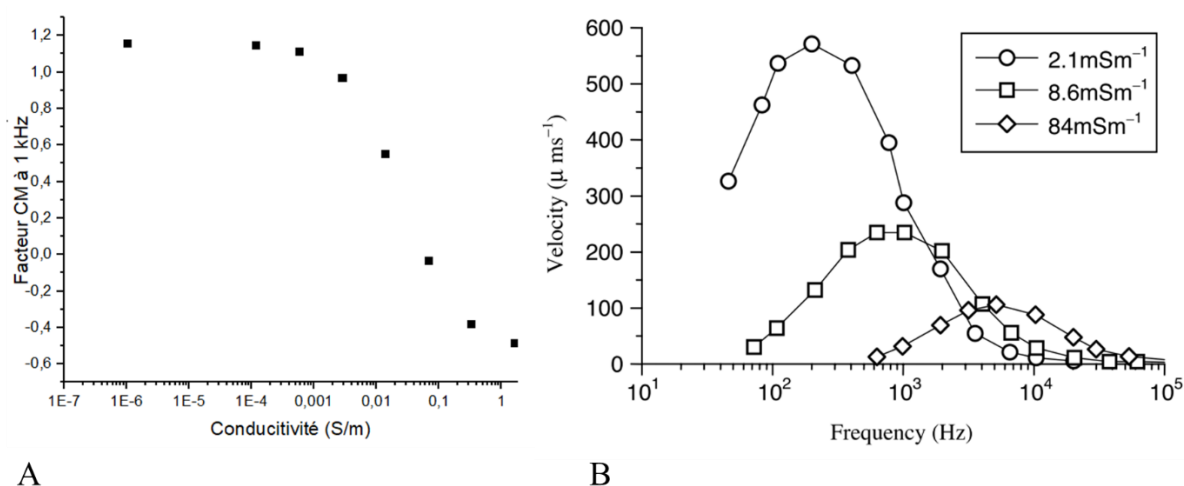 Facteur CM à 1 kHz
1,2
1,0
0,8
0,6
0,4
0,2
0,0
-0,2
-0,4
-0,6
1E-7 1E-6 1E-5 1E-4 0,001 0,01 0,1 1
Conducitivité (S/m)
A
Velocity (μ ms⁻¹)
600
500
400
300
200
100
0
2.1mSm⁻¹
8.6mSm⁻¹
84mSm⁻¹
10¹ 10² 10³ 10⁴ 10⁵
Frequency (Hz)
B